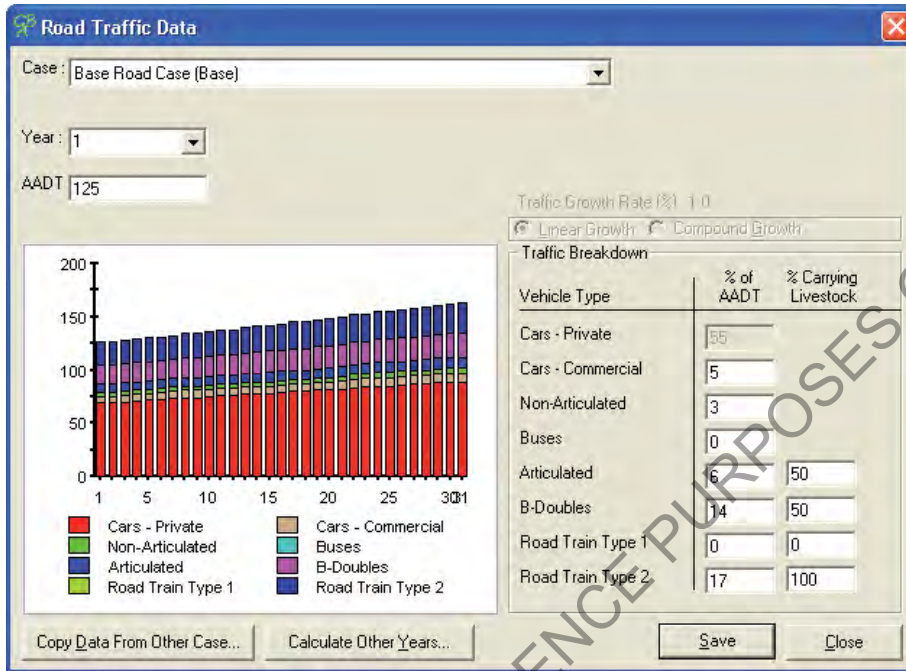 Road Traffic Data
Case : Base Road Case (Base)
Year : 1
AADT 125
Traffic Growth Rate (%) 1.0
Linear Growth Compound Growth
200
150
100
50
0
1 5 10 15 20 25 30 31
Cars - Private Cars - Commercial
Non-Articulated Buses
Articulated B-Doubles
Road Train Type 1 Road Train Type 2
Traffic Breakdown
Vehicle Type % of AADT % Carrying Livestock
Cars - Private 55
Cars - Commercial 5
Non-Articulated 3
Buses 0
Articulated 6 50
B-Doubles 14 50
Road Train Type 1 0 0
Road Train Type 2 17 100
Copy Data From Other Case... Calculate Other Years... Save Close
ENCE PURPOSES